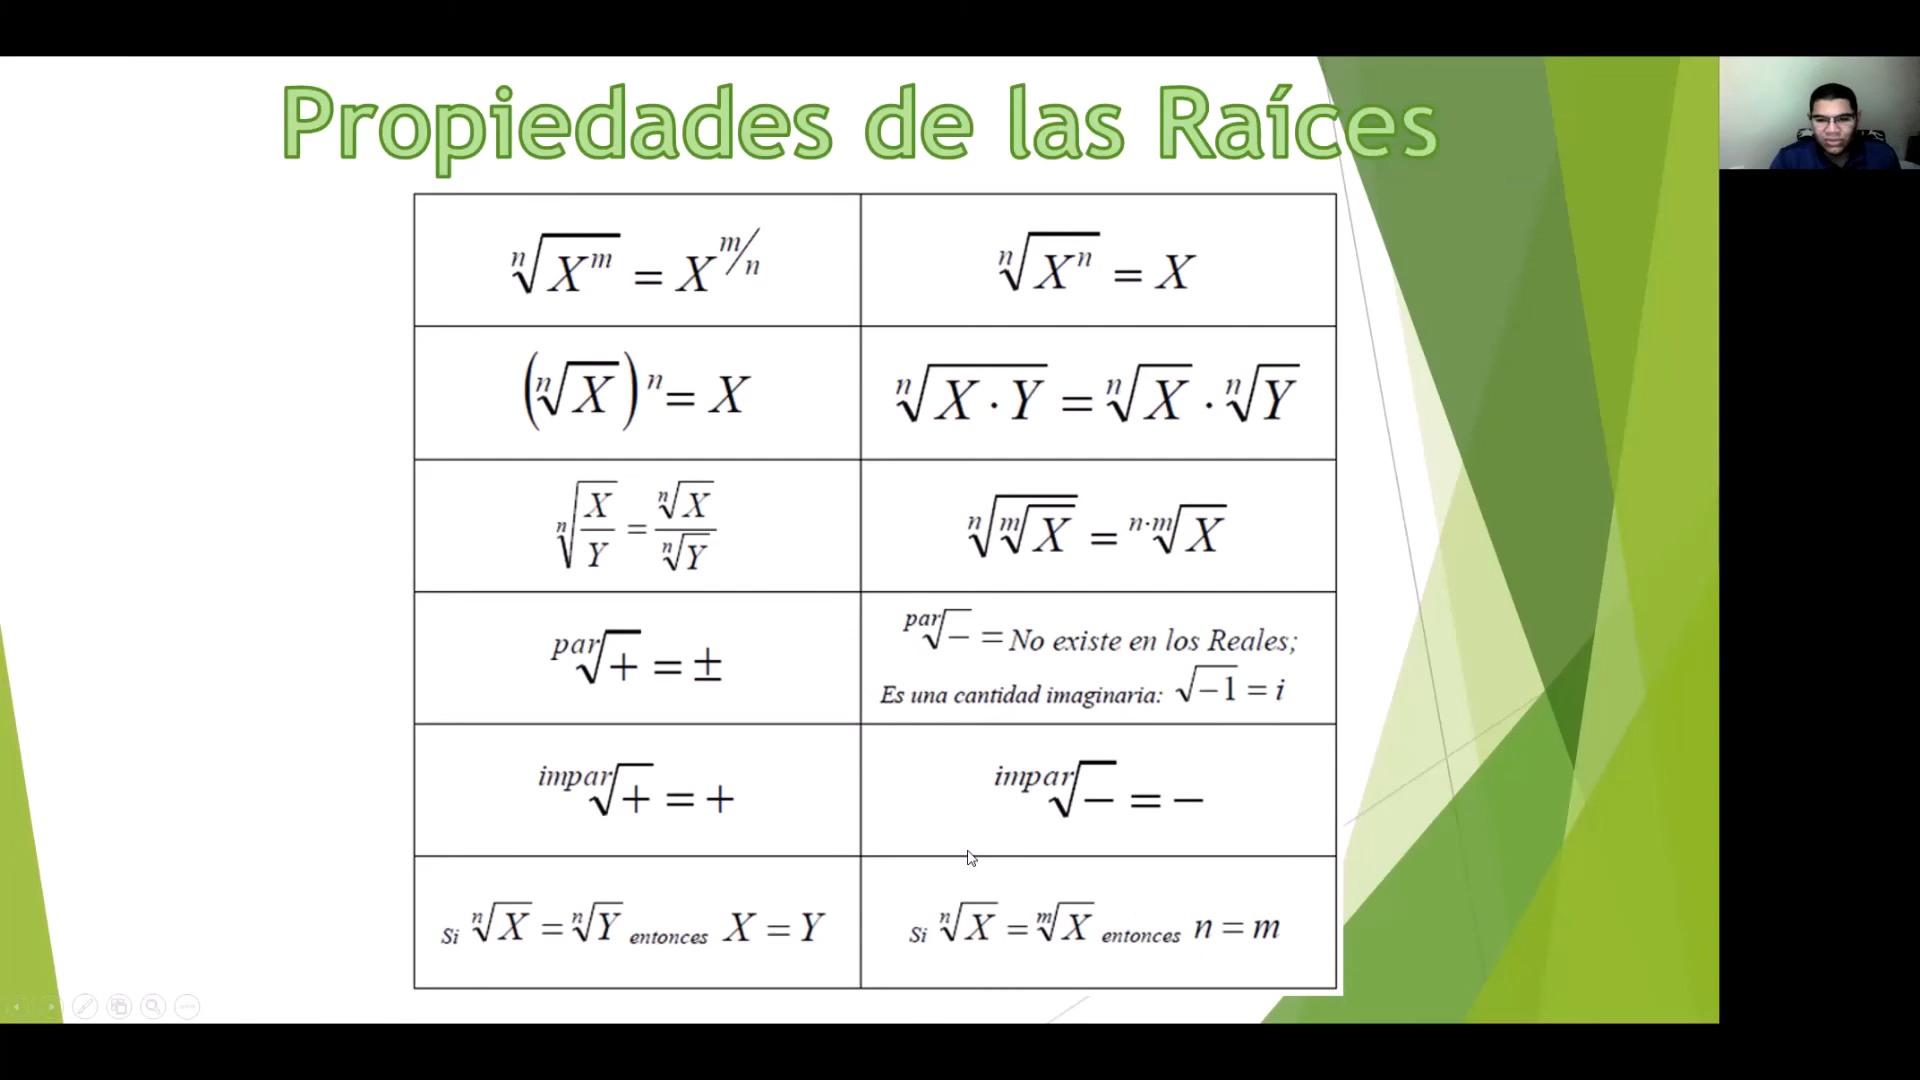 Propiedades de las Raíces
ⁿ√(Xᵐ) = X^(m/n)
ⁿ√(Xⁿ) = X
(ⁿ√X)ⁿ = X
ⁿ√(X · Y) = ⁿ√X · ⁿ√Y
ⁿ√(X/Y) = ⁿ√X / ⁿ√Y
ⁿ√(ᵐ√X) = ⁿ·ᵐ√X
par√+ = ±
par√− = No existe en los Reales;
Es una cantidad imaginaria: √−1 = i
impar√+ = +
impar√− = −
Si ⁿ√X = ⁿ√Y entonces X = Y
Si ⁿ√X = ᵐ√X entonces n = m